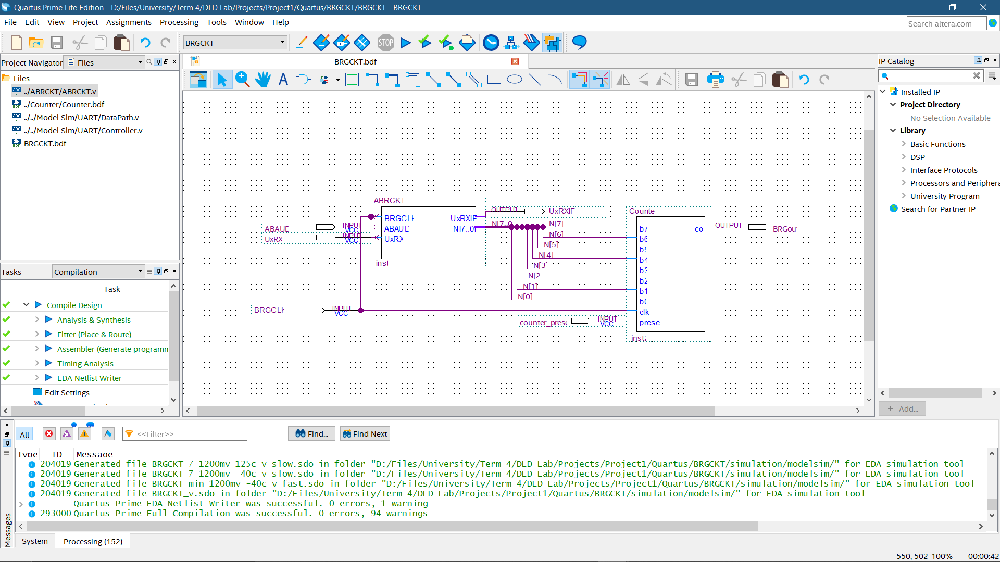 Quartus Prime Lite Edition - D:/Files/University/Term 4/DLD Lab/Projects/Project1/Quartus/BRGCKT/BRGCKT - BRGCKT
File Edit View Project Assignments Processing Tools Window Help
Search altera.com
BRGCKT
STOP
Project Navigator Files
BRGCKT.bdf
IP Catalog
Files
../ABRCKT/ABRCKT.v
../Counter/Counter.bdf
../../Model Sim/UART/DataPath.v
../../Model Sim/UART/Controller.v
BRGCKT.bdf
Installed IP
Project Directory
No Selection Available
Library
Basic Functions
DSP
Interface Protocols
Processors and Periphera
University Program
Search for Partner IP
Add...
ABRCKT
BRGCLK
ABAUD
UxRX
UxRXIF
N[7..0]
inst
ABAUD
INPUT
VCC
UxRX
INPUT
VCC
OUTPUT
UxRXIF
N[7..0]
N[7]
N[6]
N[5]
N[4]
N[3]
N[2]
N[1]
N[0]
BRGCLK
INPUT
VCC
counter_prese
INPUT
VCC
Counte
b7
b6
b5
b4
b3
b2
b1
b0
clk
prese
co
inst2
OUTPUT
BRGout
Tasks Compilation
Task
Compile Design
Analysis & Synthesis
Fitter (Place & Route)
Assembler (Generate programm
Timing Analysis
EDA Netlist Writer
Edit Settings
All
<<Filter>>
Find...
Find Next
Type ID Message
204019 Generated file BRGCKT_7_1200mv_125c_v_slow.sdo in folder "D:/Files/University/Term 4/DLD Lab/Projects/Project1/Quartus/BRGCKT/simulation/modelsim/" for EDA simulation tool
204019 Generated file BRGCKT_7_1200mv_-40c_v_slow.sdo in folder "D:/Files/University/Term 4/DLD Lab/Projects/Project1/Quartus/BRGCKT/simulation/modelsim/" for EDA simulation tool
204019 Generated file BRGCKT_min_1200mv_-40c_v_fast.sdo in folder "D:/Files/University/Term 4/DLD Lab/Projects/Project1/Quartus/BRGCKT/simulation/modelsim/" for EDA simulation tool
204019 Generated file BRGCKT_v.sdo in folder "D:/Files/University/Term 4/DLD Lab/Projects/Project1/Quartus/BRGCKT/simulation/modelsim/" for EDA simulation tool
Quartus Prime EDA Netlist Writer was successful. 0 errors, 1 warning
293000 Quartus Prime Full Compilation was successful. 0 errors, 94 warnings
Messages
System
Processing (152)
550, 502 100% 00:00:42